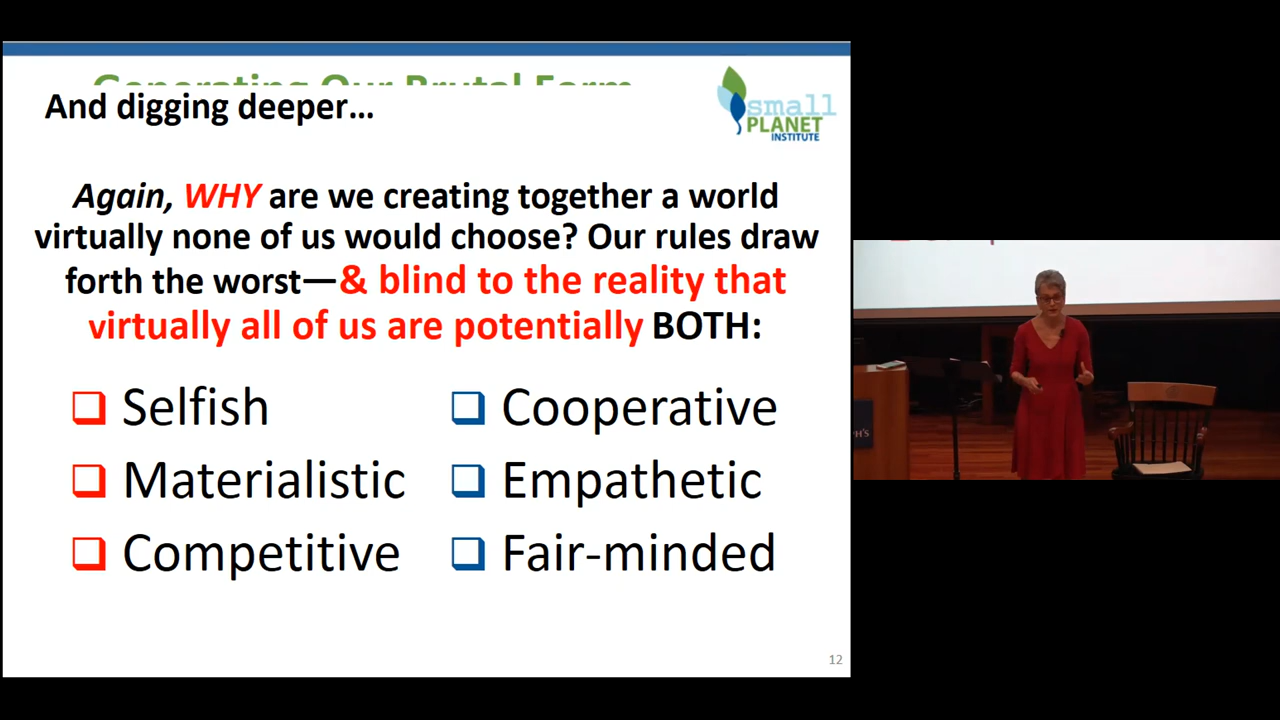 Generating Our Brutal Form
And digging deeper…
small
PLANET
INSTITUTE
Again, WHY are we creating together a world
virtually none of us would choose? Our rules draw
forth the worst—& blind to the reality that
virtually all of us are potentially BOTH:
Selfish
Cooperative
Materialistic
Empathetic
Competitive
Fair-minded
12
PH'S